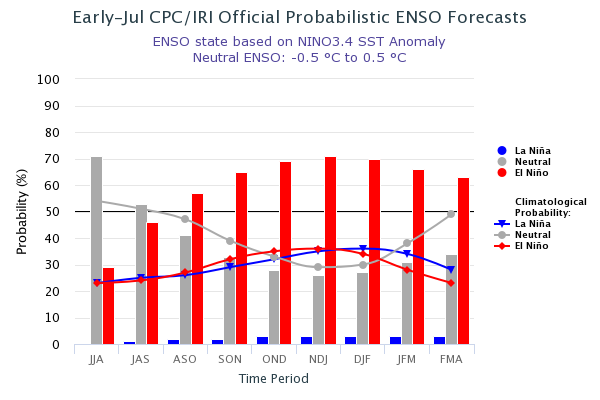 Early-Jul CPC/IRI Official Probabilistic ENSO Forecasts
ENSO state based on NINO3.4 SST Anomaly
Neutral ENSO: -0.5 ºC to 0.5 ºC
Probability (%)
100
90
80
70
60
50
40
30
20
10
0
JJA JAS ASO SON OND NDJ DJF JFM FMA
Time Period
La Niña
Neutral
El Niño
Climatological
Probability:
La Niña
Neutral
El Niño